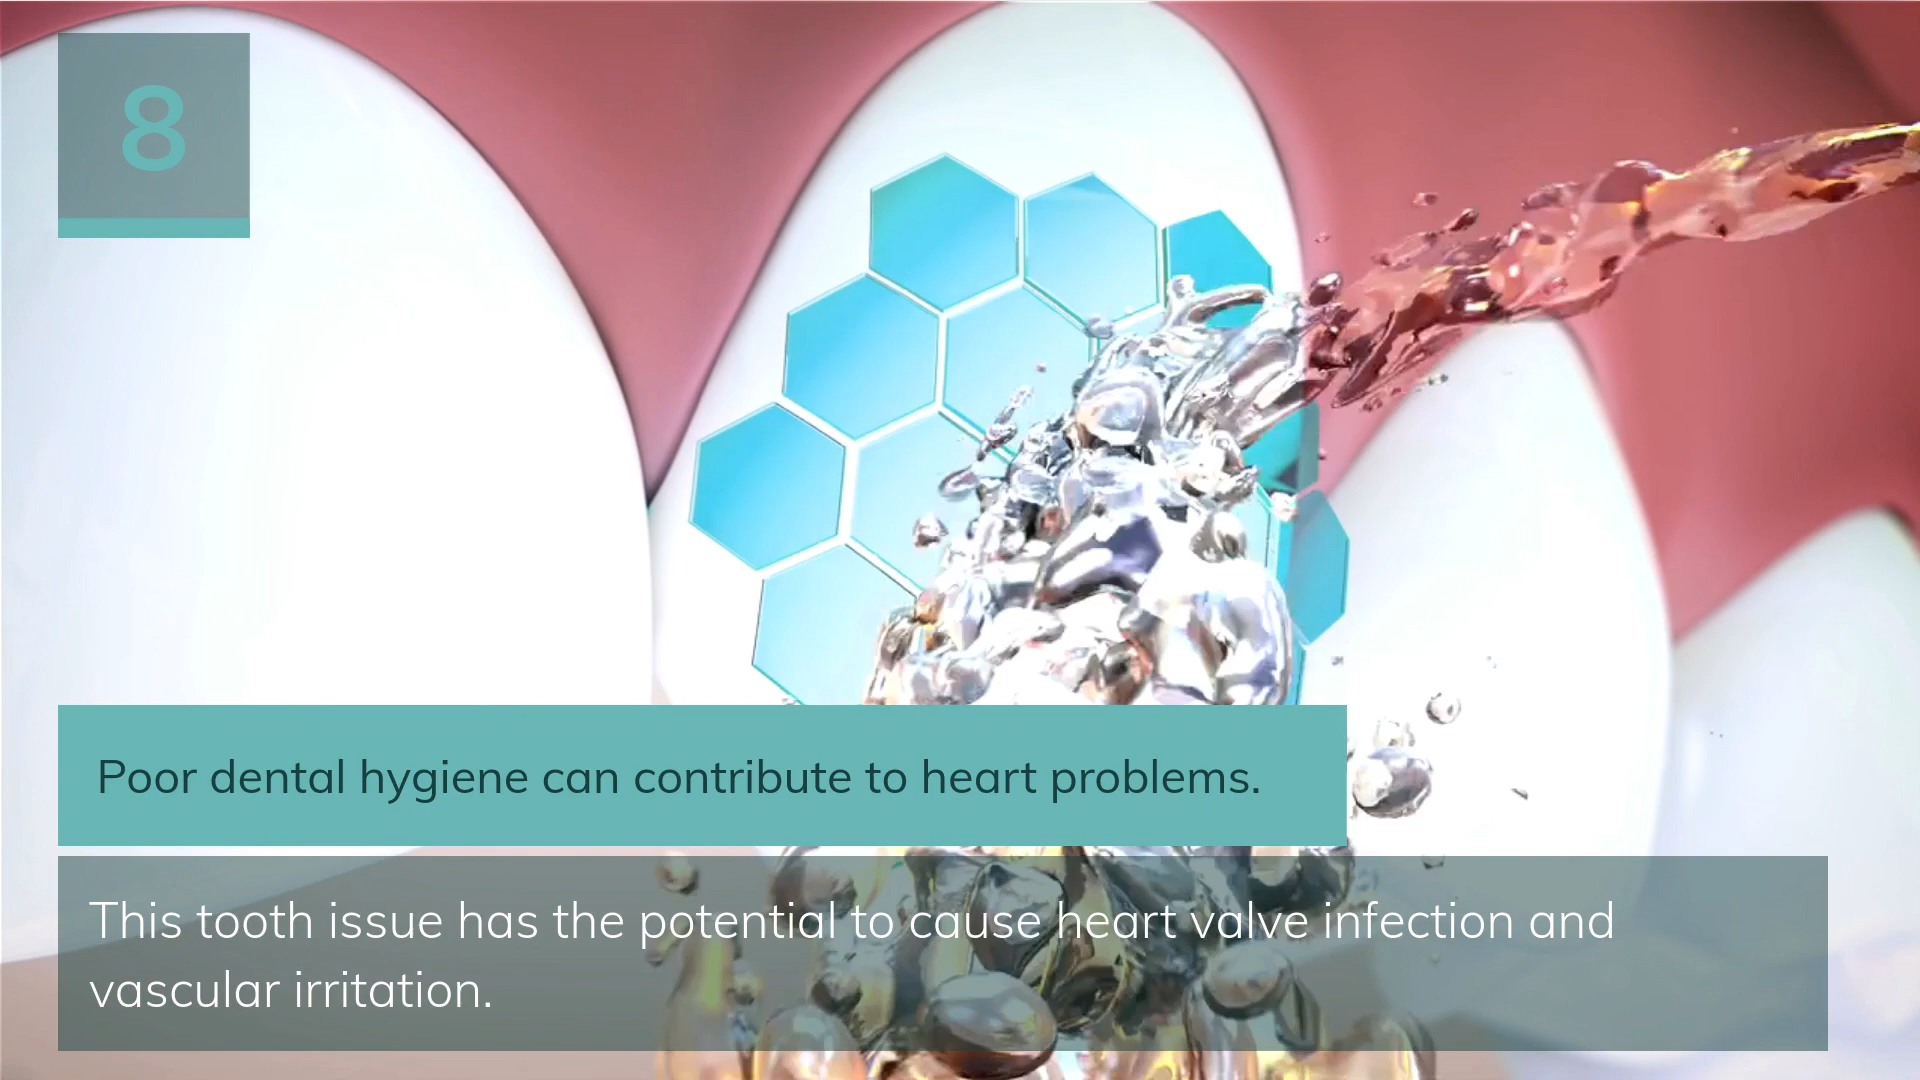 8
Poor dental hygiene can contribute to heart problems.
This tooth issue has the potential to cause heart valve infection and
vascular irritation.